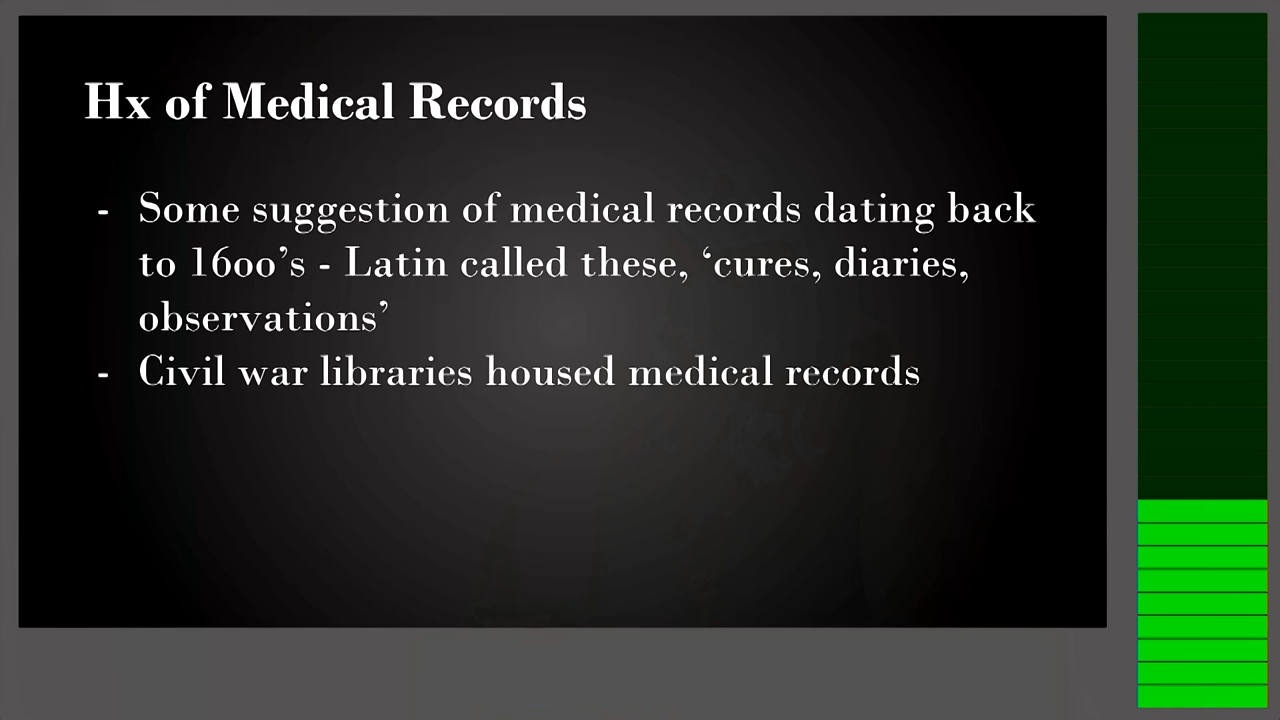 Hx of Medical Records
- Some suggestion of medical records dating back
to 16oo’s - Latin called these, ‘cures, diaries,
observations’
- Civil war libraries housed medical records